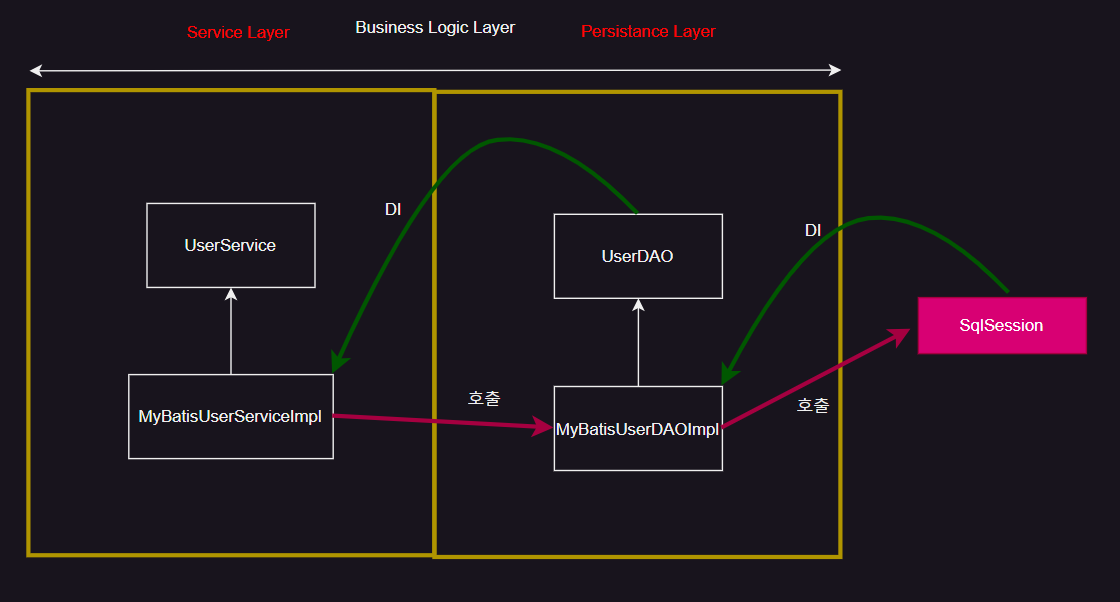 Service Layer
Business Logic Layer
Persistance Layer
DI
DI
UserService
UserDAO
SqlSession
MyBatisUserServiceImpl
호출
MyBatisUserDAOImpl
호출